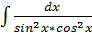 ∫ dx / (sin²x*cos²x)